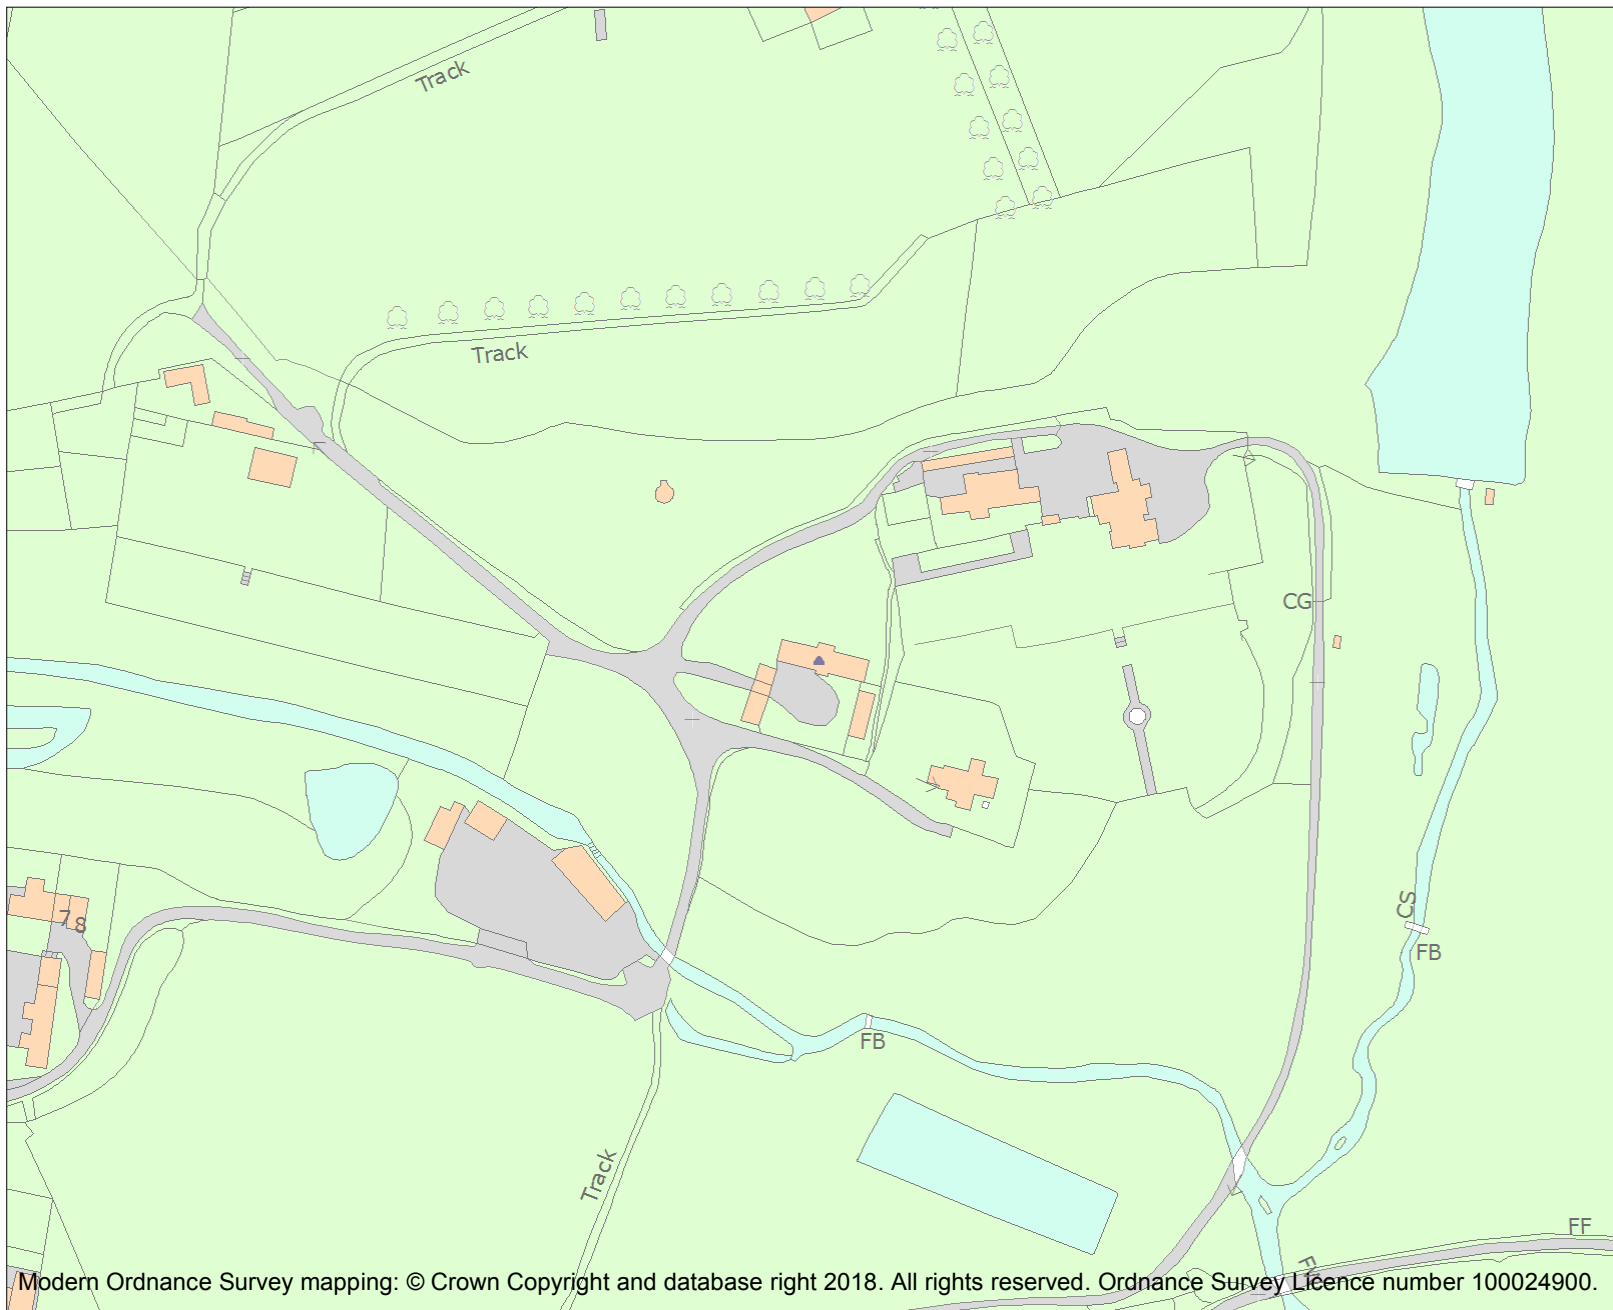 Track
Track
CG
7
8
CS
FB
FB
Track
FF
Modern Ordnance Survey mapping: © Crown Copyright and database right 2018. All rights reserved. Ordnance Survey Licence number 100024900.